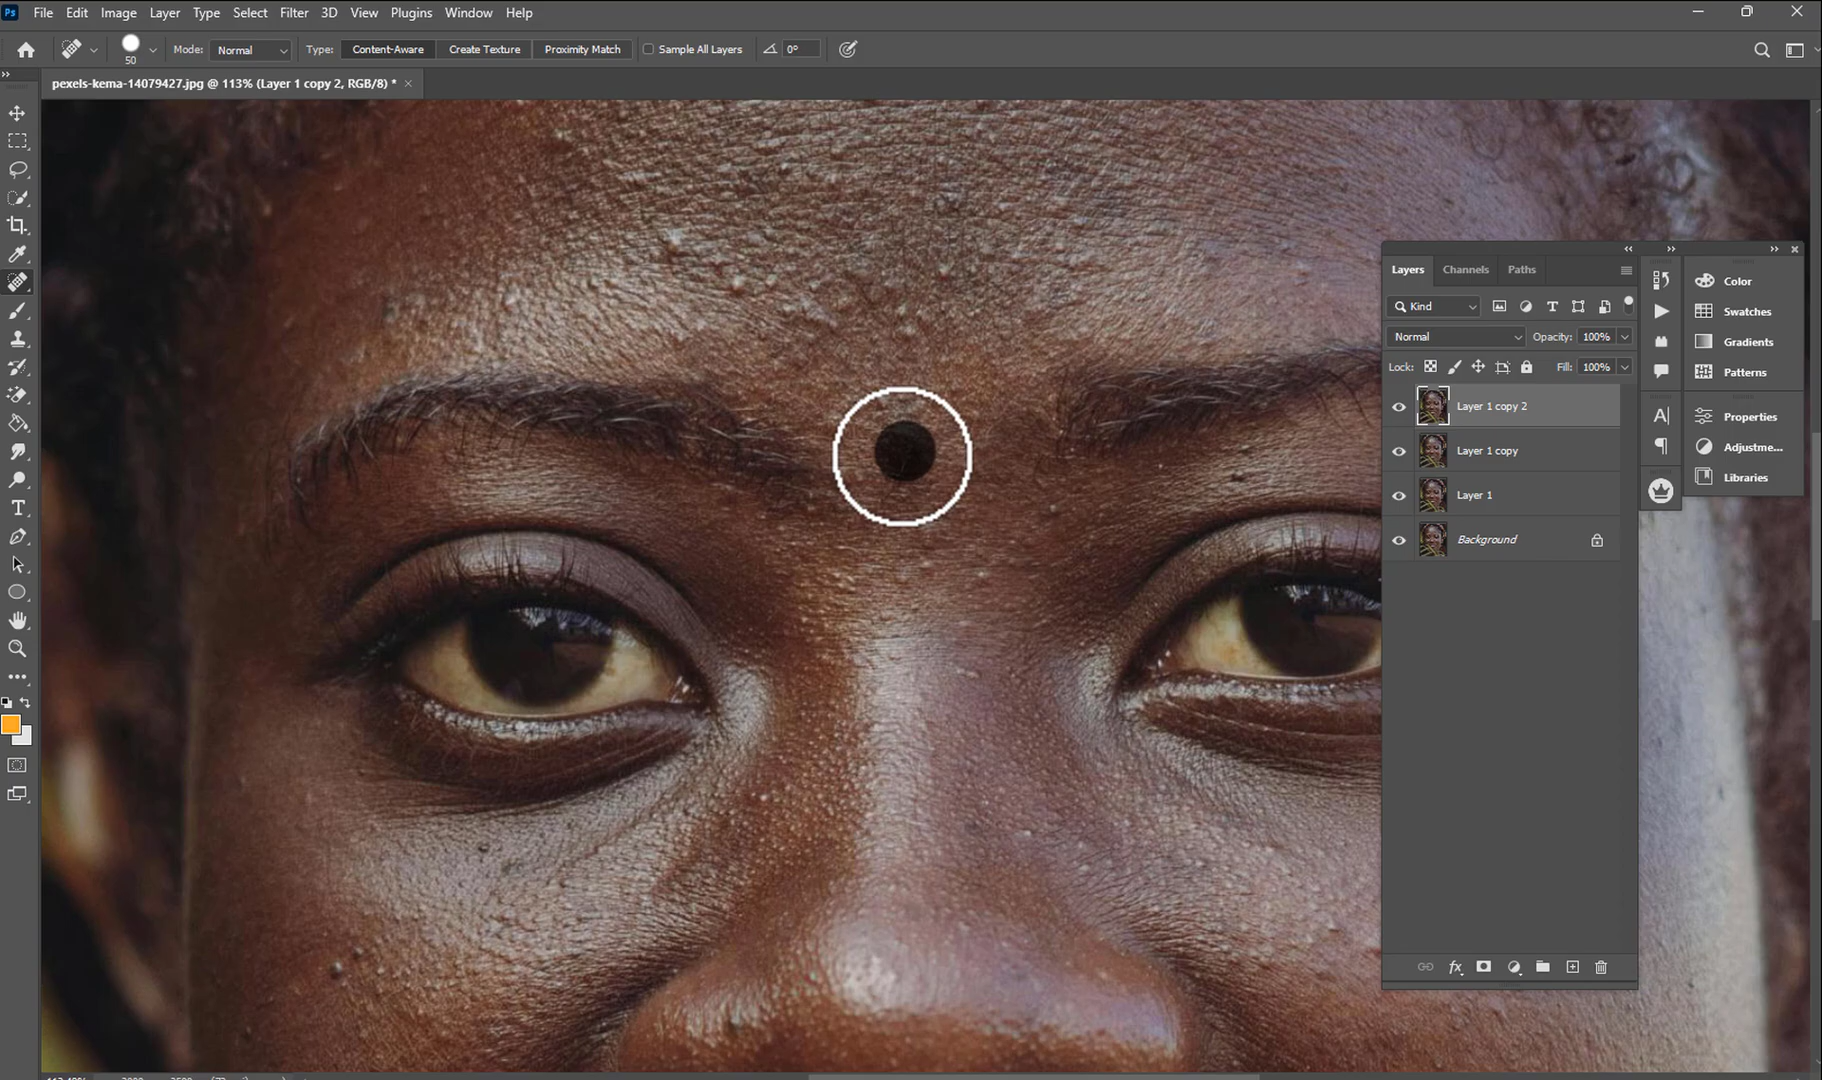 Ps File Edit Image Layer Type Select Filter 3D View Plugins Window Help
50 Mode: Normal Type: Content-Aware Create Texture Proximity Match Sample All Layers 0°
pexels-kema-14079427.jpg @ 113% (Layer 1 copy 2, RGB/8) * ×
Layers Channels Paths
Kind
Normal Opacity: 100%
Lock: Fill: 100%
Layer 1 copy 2
Layer 1 copy
Layer 1
Background
fx
Color
Swatches
Gradients
Patterns
Properties
Adjustme...
Libraries